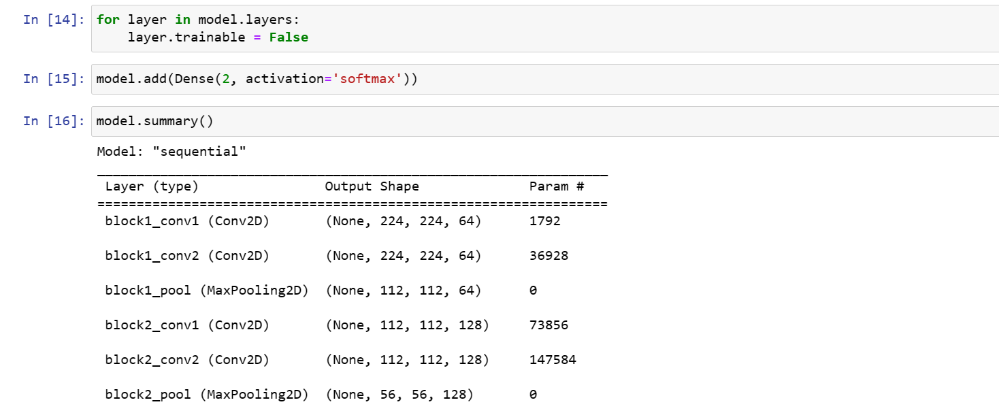 In [14]: for layer in model.layers:
    layer.trainable = False
In [15]: model.add(Dense(2, activation='softmax'))
In [16]: model.summary()
Model: "sequential"
_________________________________________________________________
Layer (type)                Output Shape              Param #
=================================================================
block1_conv1 (Conv2D)       (None, 224, 224, 64)      1792
block1_conv2 (Conv2D)       (None, 224, 224, 64)      36928
block1_pool (MaxPooling2D)  (None, 112, 112, 64)      0
block2_conv1 (Conv2D)       (None, 112, 112, 128)     73856
block2_conv2 (Conv2D)       (None, 112, 112, 128)     147584
block2_pool (MaxPooling2D)  (None, 56, 56, 128)       0